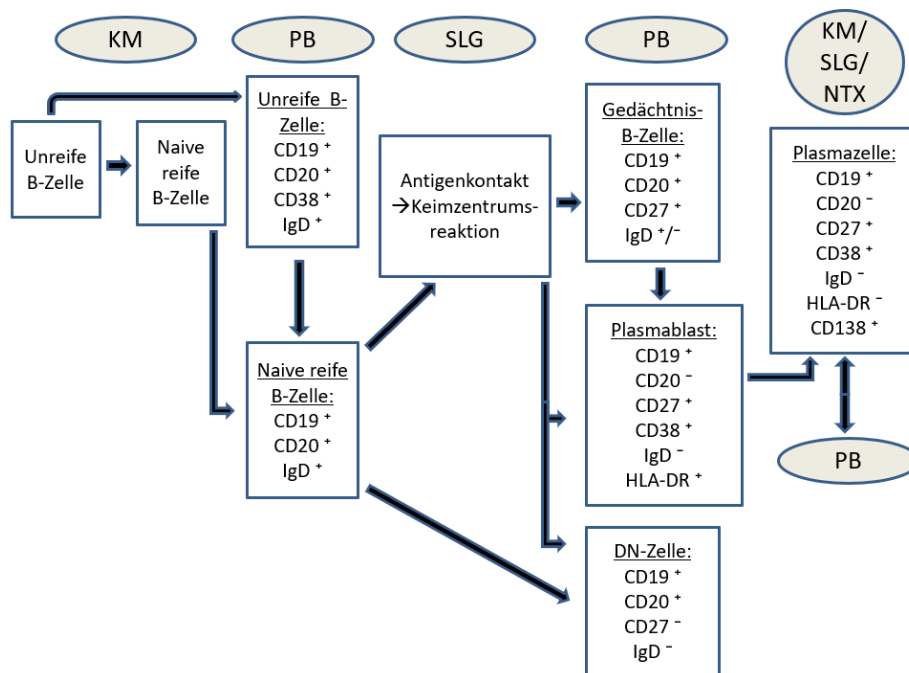 KM
PB
SLG
PB
KM/
SLG/
NTX
Unreife B-Zelle
Naive
reife
B-Zelle
Unreife B-
Zelle:
CD19 ⁺
CD20 ⁺
CD38 ⁺
IgD ⁺
Naive reife
B-Zelle:
CD19 ⁺
CD20 ⁺
IgD ⁺
Antigenkontakt
→Keimzentrums-
reaktion
Gedächtnis-
B-Zelle:
CD19 ⁺
CD20 ⁺
CD27 ⁺
IgD ⁺/⁻
Plasmablast:
CD19 ⁺
CD20 ⁻
CD27 ⁺
CD38 ⁺
IgD ⁻
HLA-DR ⁺
DN-Zelle:
CD19 ⁺
CD20 ⁺
CD27 ⁻
IgD ⁻
Plasmazelle:
CD19 ⁺
CD20 ⁻
CD27 ⁺
CD38 ⁺
IgD ⁻
HLA-DR ⁻
CD138 ⁺
PB